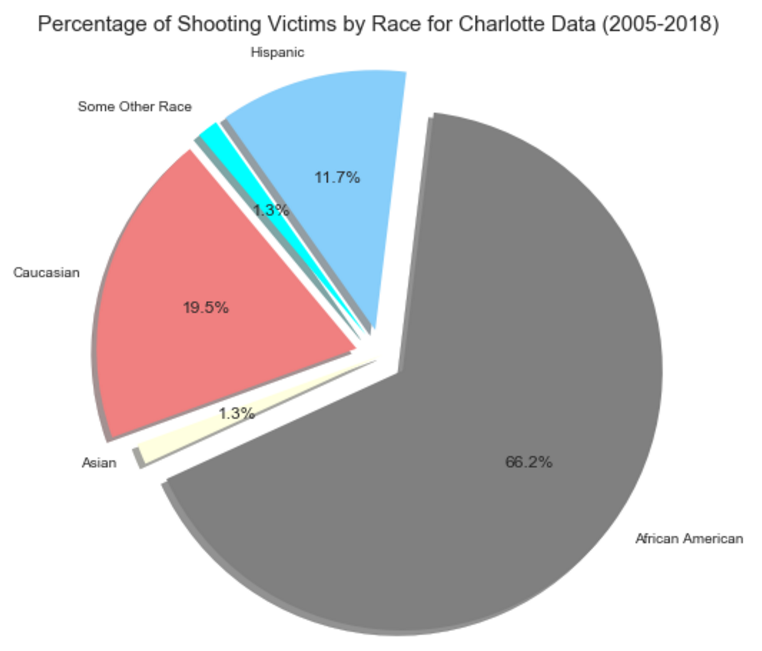 Percentage of Shooting Victims by Race for Charlotte Data (2005-2018)
Hispanic
Some Other Race
11.7%
1.3%
Caucasian
19.5%
1.3%
Asian
66.2%
African American